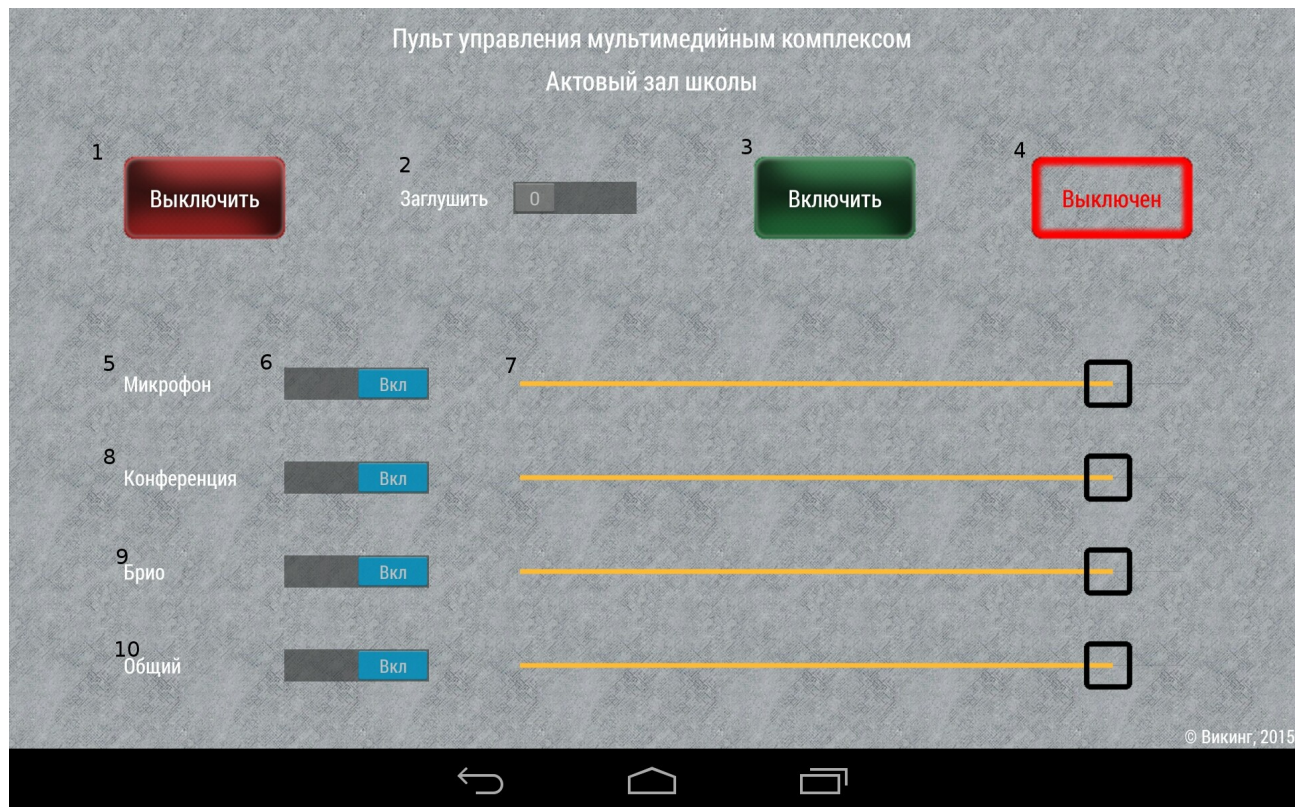 Пульт управления мультимедийным комплексом
Актовый зал школы
1 2 3 4
Выключить Заглушить 0 Включить Выключен
5 6 7
Микрофон Вкл
8
Конференция Вкл
9
Брио Вкл
10
Общий Вкл
© Викинг, 2015